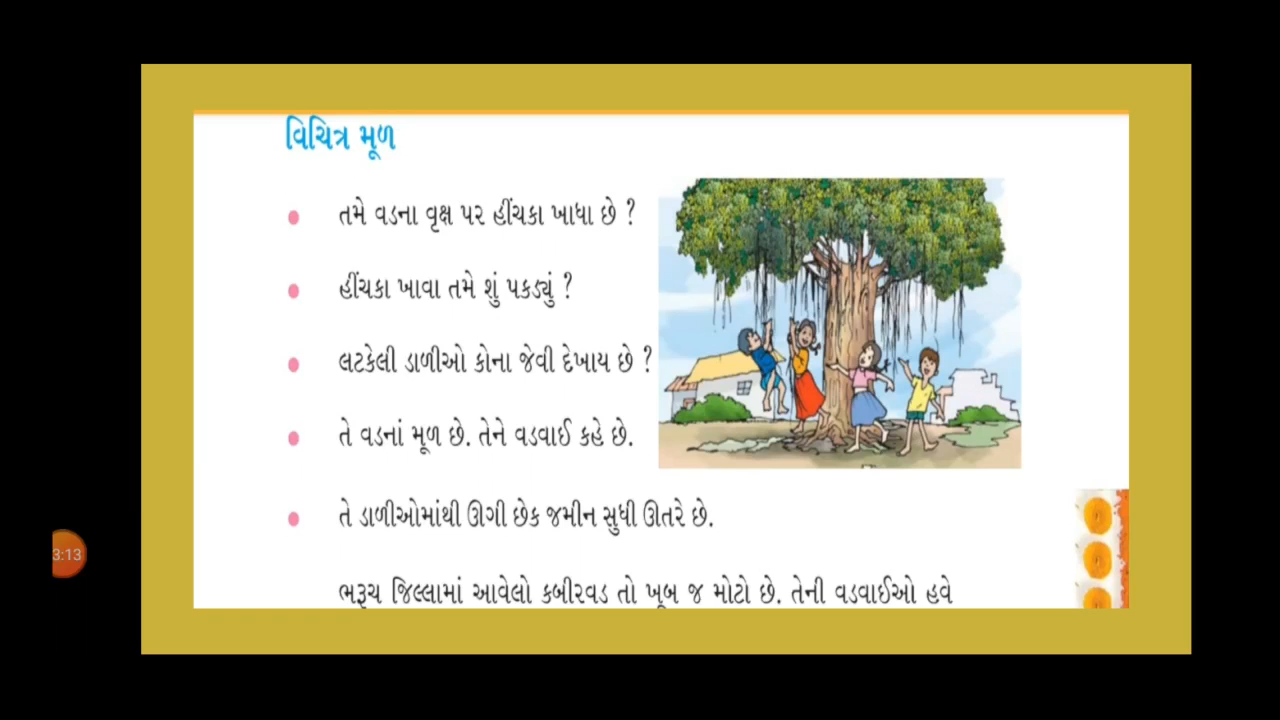 વિચિત્ર મૂળ
તમે વડના વૃક્ષ પર હીંચકા ખાધા છે ?
હીંચકા ખાવા તમે શું પકડ્યું ?
લટકેલી ડાળીઓ કોના જેવી દેખાય છે ?
તે વડનાં મૂળ છે. તેને વડવાઈ કહે છે.
તે ડાળીઓમાંથી ઊગી છેક જમીન સુધી ઊતરે છે.
3:13
ભરૂચ જિલ્લામાં આવેલો કબીરવડ તો ખૂબ જ મોટો છે. તેની વડવાઈઓ હવે